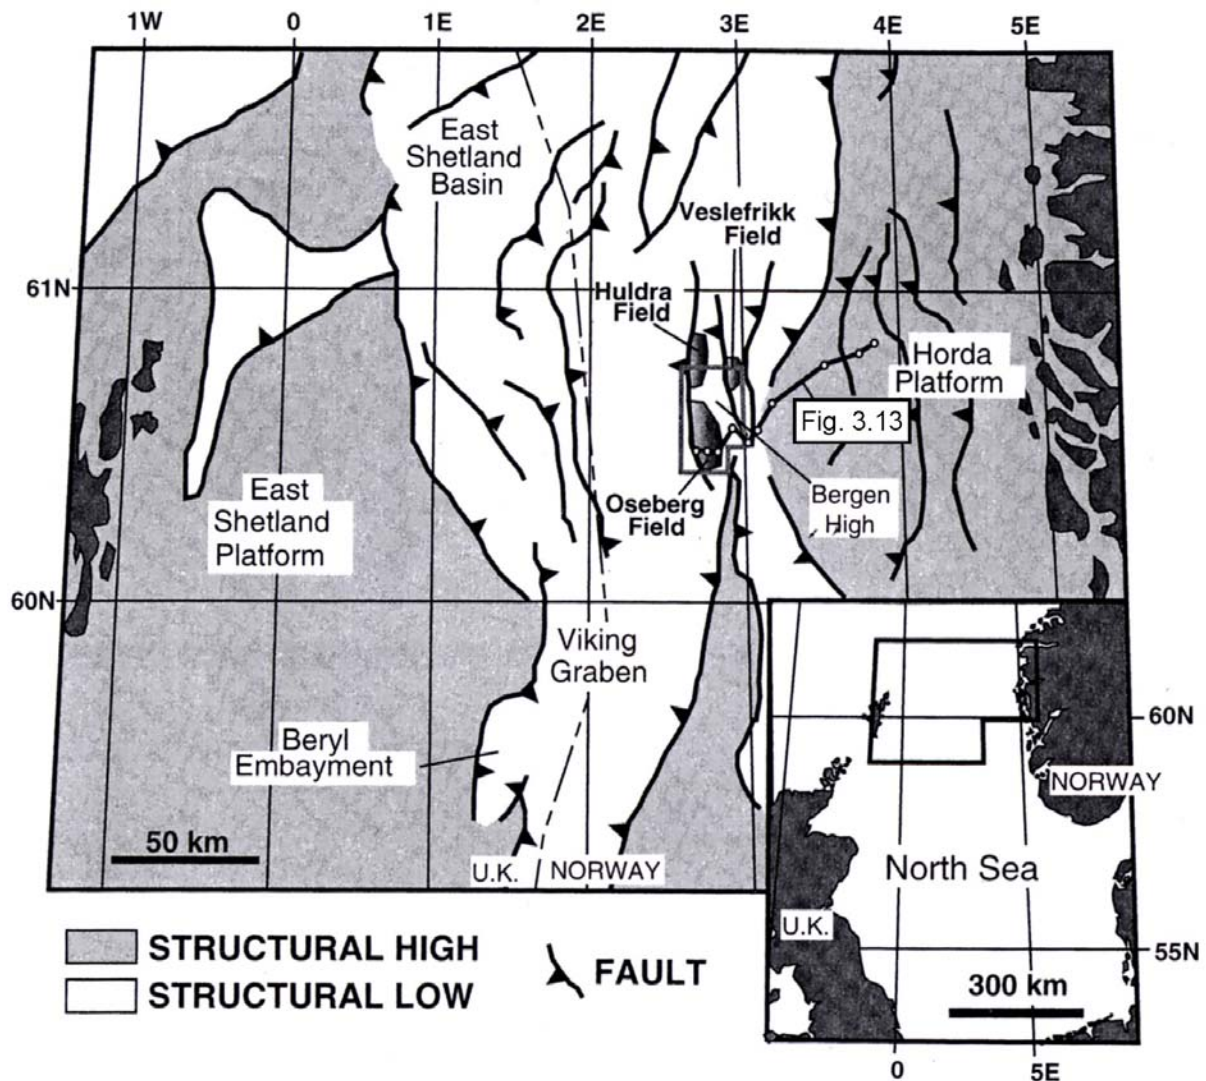 1W 0 1E 2E 3E 4E 5E
East
Shetland
Basin
Veslefrikk
Field
61N
Huldra
Field
Horda
Platform
Fig. 3.13
East
Shetland
Platform
Oseberg
Field
Bergen
High
60N
Viking
Graben
Beryl
Embayment
50 km
U.K. NORWAY
60N
NORWAY
North Sea
U.K.
55N
300 km
0 5E
STRUCTURAL HIGH
STRUCTURAL LOW
FAULT